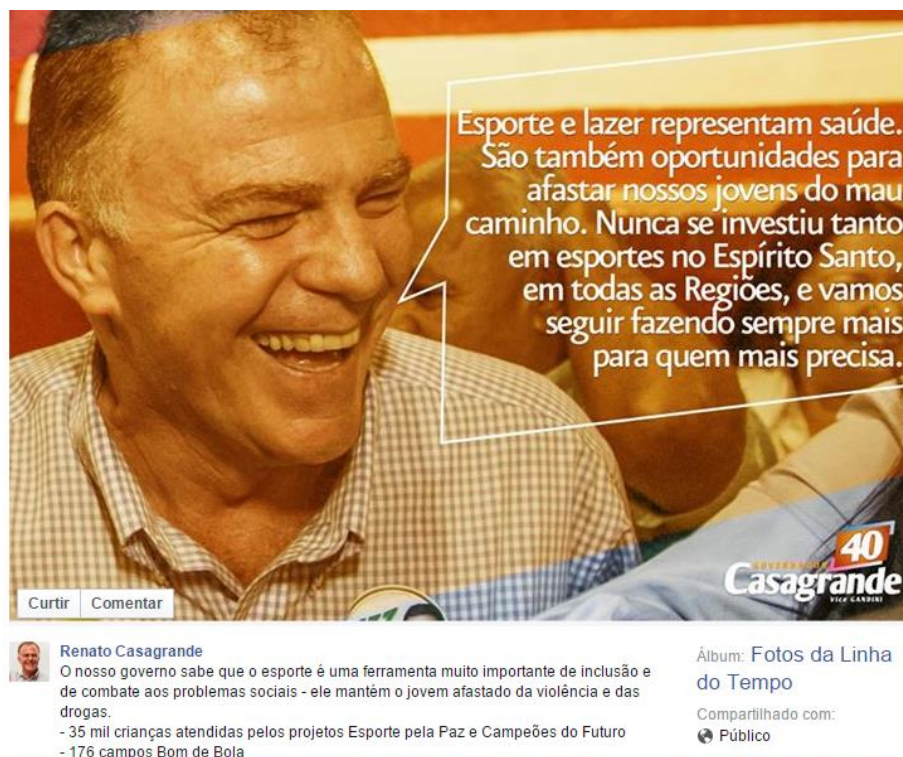 Esporte e lazer representam saúde.
São também oportunidades para
afastar nossos jovens do mau
caminho. Nunca se investiu tanto
em esportes no Espírito Santo,
em todas as Regiões, e vamos
seguir fazendo sempre mais
para quem mais precisa.
GOVERNADOR 40
Casagrande
VICE GANDINI
Curtir Comentar
Renato Casagrande
O nosso governo sabe que o esporte é uma ferramenta muito importante de inclusão e
de combate aos problemas sociais - ele mantém o jovem afastado da violência e das
drogas.
- 35 mil crianças atendidas pelos projetos Esporte pela Paz e Campeões do Futuro
- 176 campos Bom de Bola
Álbum: Fotos da Linha
do Tempo
Compartilhado com:
Público